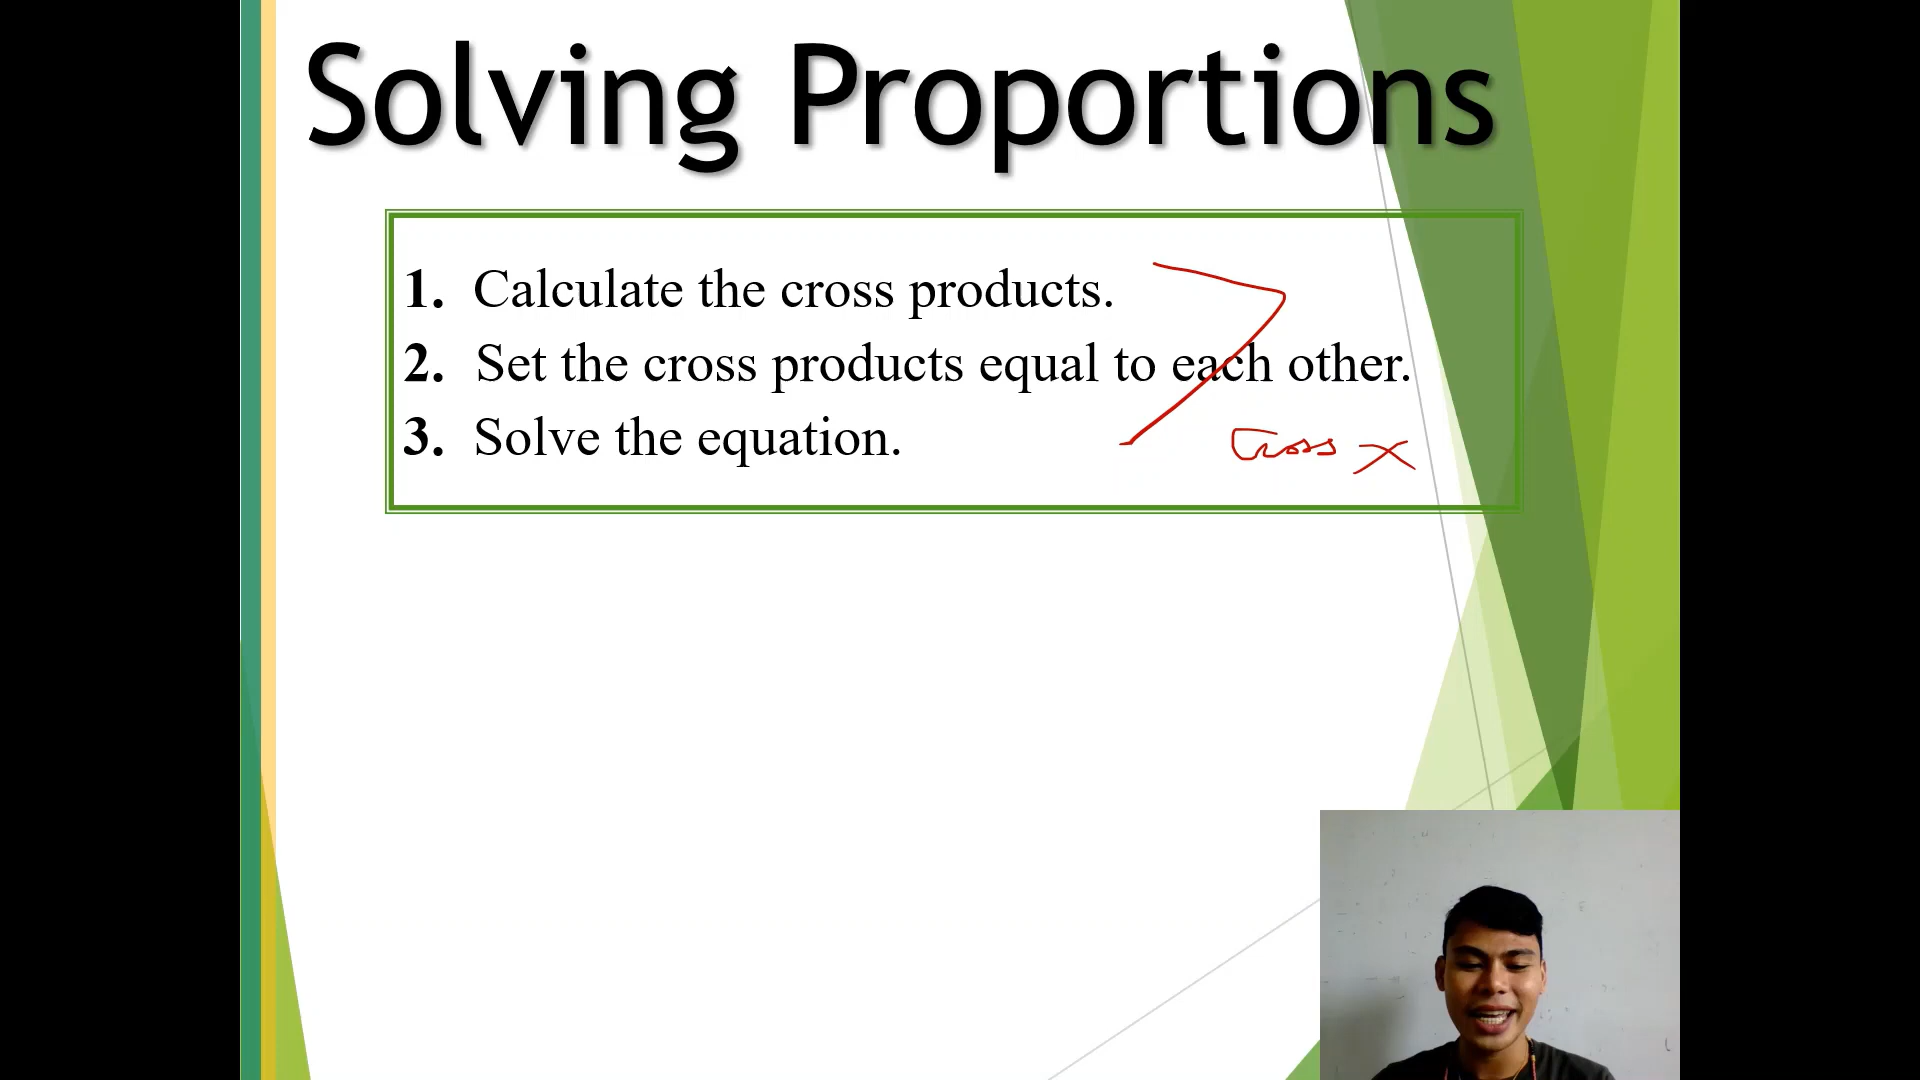 Solving Proportions
1. Calculate the cross products.
2. Set the cross products equal to each other.
3. Solve the equation.
Cross x